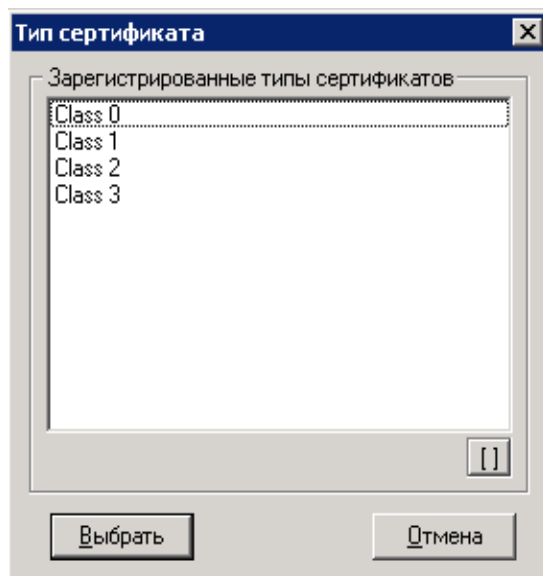 Тип сертификата
Зарегистрированные типы сертификатов
Class 0
Class 1
Class 2
Class 3
[ ]
Выбрать
Отмена